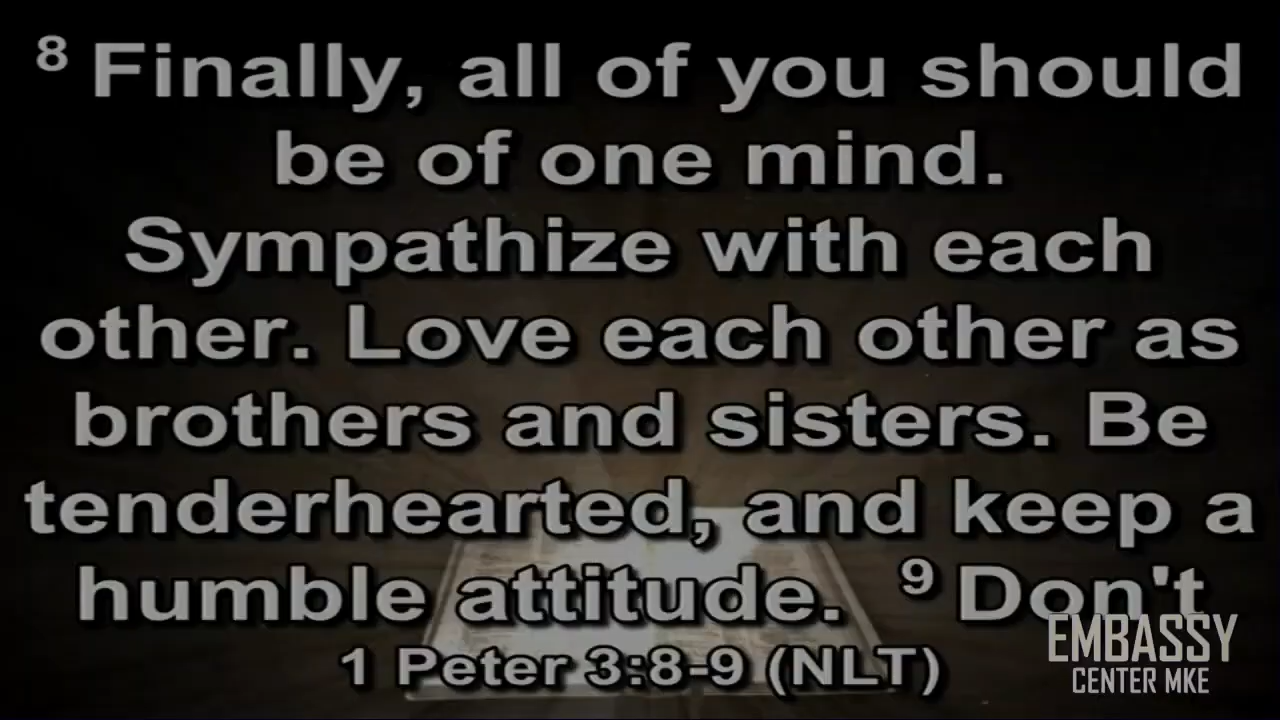 8 Finally, all of you should
be of one mind.
Sympathize with each
other. Love each other as
brothers and sisters. Be
tenderhearted, and keep a
humble attitude. 9 Don't
1 Peter 3:8-9 (NLT)
EMBASSY
CENTER MKE